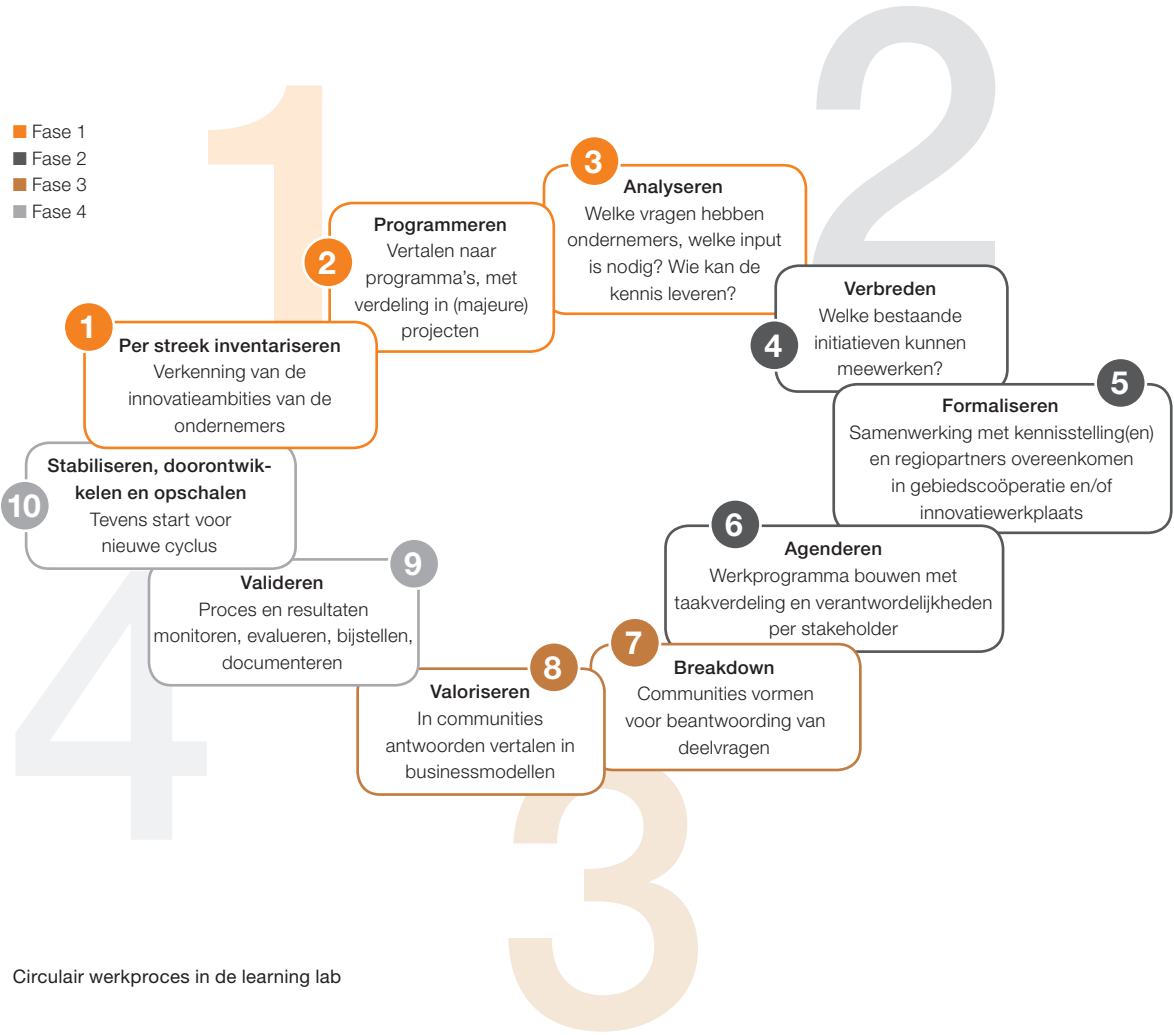 1
2
3
4
Fase 1
Fase 2
Fase 3
Fase 4
1
Per streek inventariseren
Verkenning van de
innovatieambities van de
ondernemers
2
Programmeren
Vertalen naar
programma's, met
verdeling in (majeure)
projecten
3
Analyseren
Welke vragen hebben
ondernemers, welke input
is nodig? Wie kan de
kennis leveren?
4
Verbreden
Welke bestaande
initiatieven kunnen
meewerken?
5
Formaliseren
Samenwerking met kennisstelling(en)
en regiopartners overeenkomen
in gebiedscoöperatie en/of
innovatiewerkplaats
6
Agenderen
Werkprogramma bouwen met
taakverdeling en verantwoordelijkheden
per stakeholder
7
Breakdown
Communities vormen
voor beantwoording van
deelvragen
8
Valoriseren
In communities
antwoorden vertalen in
businessmodellen
9
Valideren
Proces en resultaten
monitoren, evalueren, bijstellen,
documenteren
10
Stabiliseren, doorontwik-
kelen en opschalen
Tevens start voor
nieuwe cyclus
Circulair werkproces in de learning lab